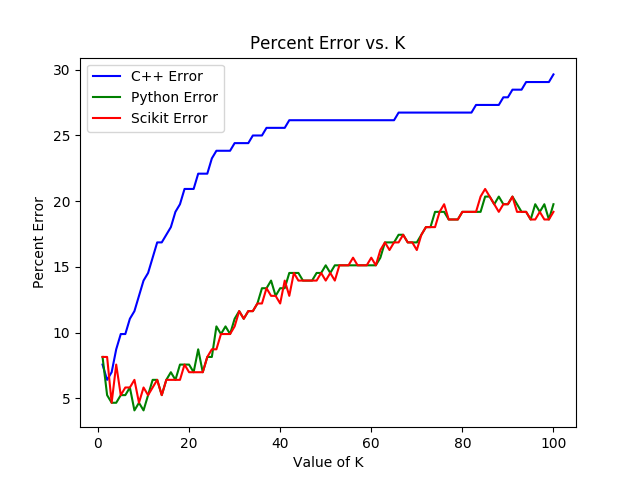 Percent Error vs. K
C++ Error
Python Error
Scikit Error
Percent Error
30
25
20
15
10
5
0
20
40
60
80
100
Value of K